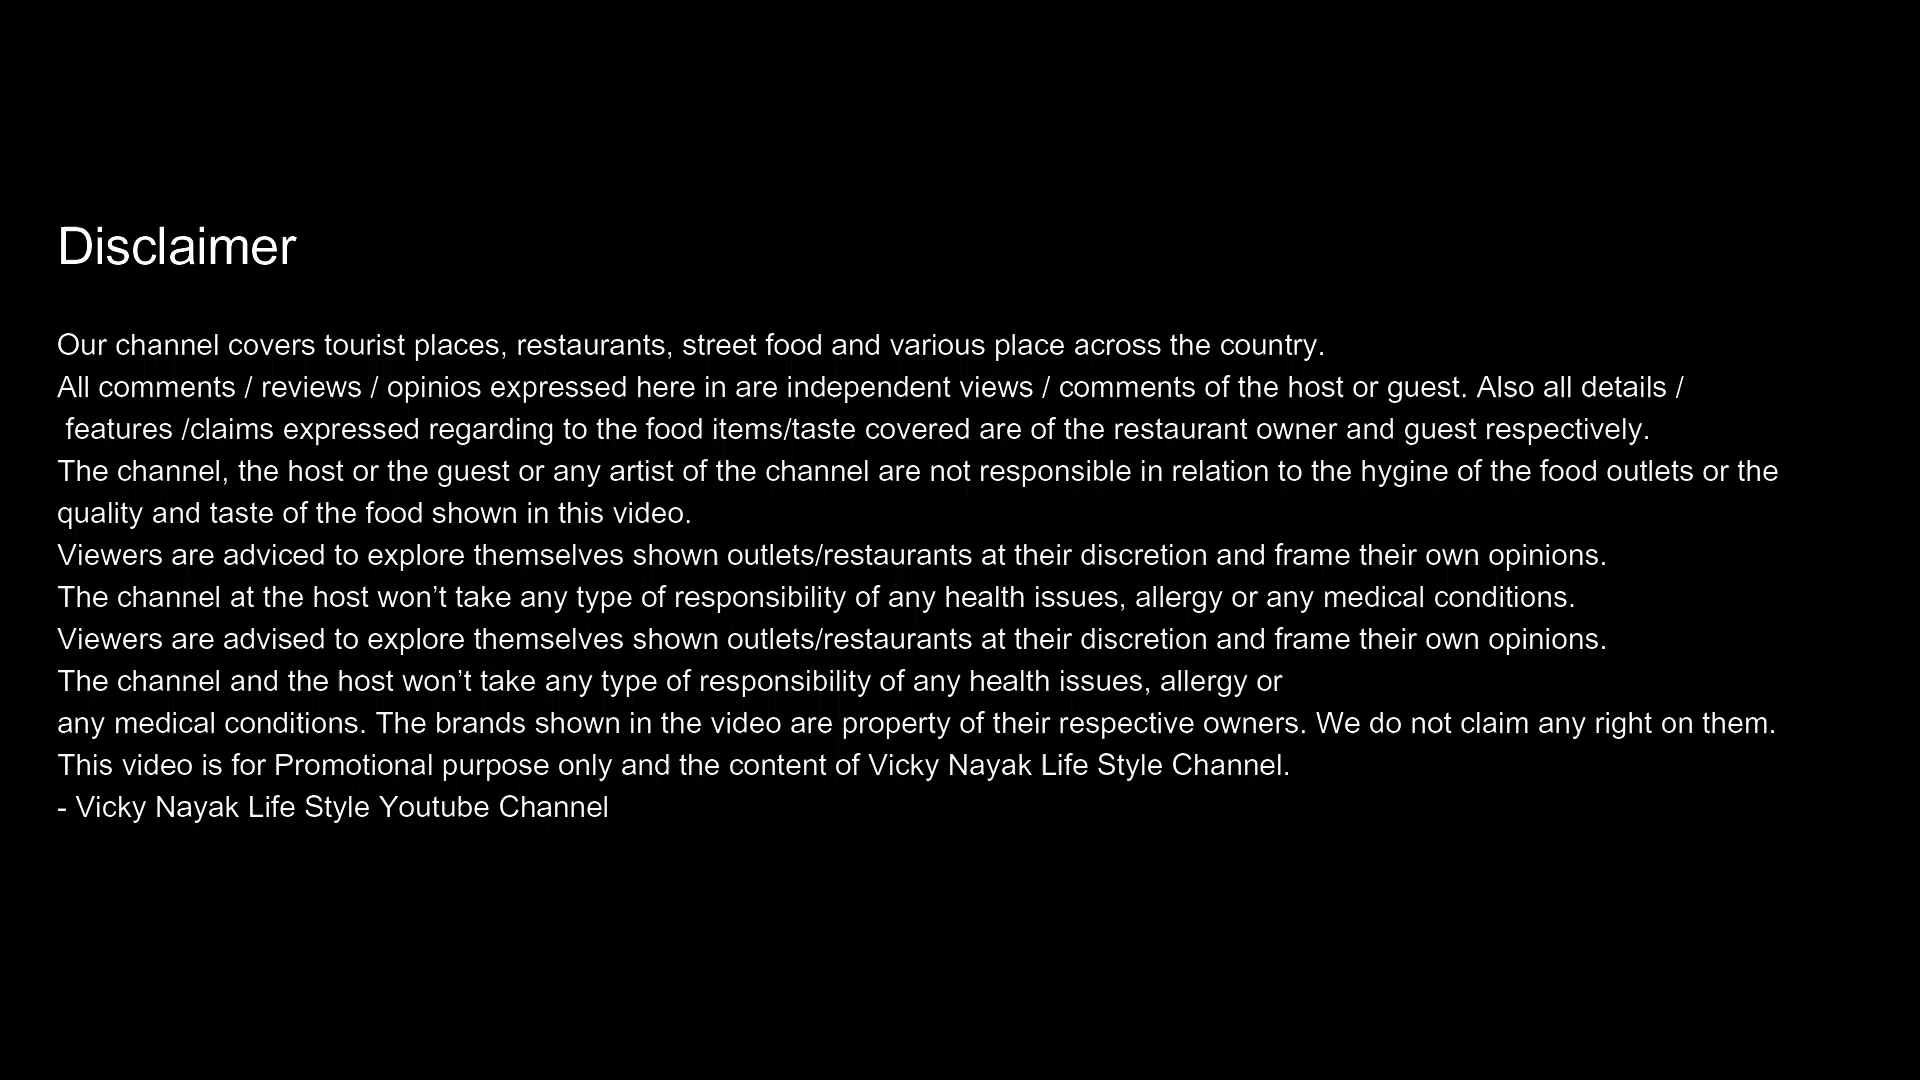 Disclaimer
Our channel covers tourist places, restaurants, street food and various place across the country.
All comments / reviews / opinios expressed here in are independent views / comments of the host or guest. Also all details /
features /claims expressed regarding to the food items/taste covered are of the restaurant owner and guest respectively.
The channel, the host or the guest or any artist of the channel are not responsible in relation to the hygine of the food outlets or the
quality and taste of the food shown in this video.
Viewers are adviced to explore themselves shown outlets/restaurants at their discretion and frame their own opinions.
The channel at the host won’t take any type of responsibility of any health issues, allergy or any medical conditions.
Viewers are advised to explore themselves shown outlets/restaurants at their discretion and frame their own opinions.
The channel and the host won’t take any type of responsibility of any health issues, allergy or
any medical conditions. The brands shown in the video are property of their respective owners. We do not claim any right on them.
This video is for Promotional purpose only and the content of Vicky Nayak Life Style Channel.
- Vicky Nayak Life Style Youtube Channel